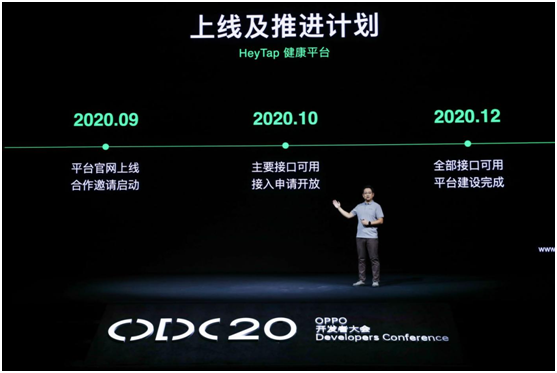 上线及推进计划
HeyTap 健康平台
2020.09
平台官网上线
合作邀请启动
2020.10
主要接口可用
接入申请开放
2020.12
全部接口可用
平台建设完成
www.
ODC20
OPPO
开发者大会
Developers Conference